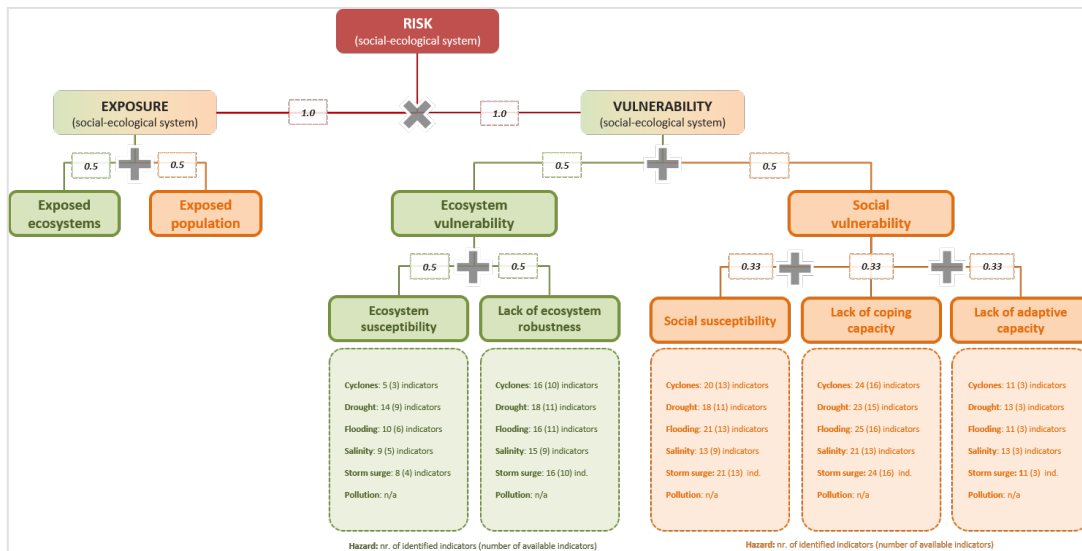 RISK
(social-ecological system)
EXPOSURE
(social-ecological system)
1.0
1.0
VULNERABILITY
(social-ecological system)
0.5
0.5
0.5
0.5
Exposed
ecosystems
Exposed
population
Ecosystem
vulnerability
Social
vulnerability
0.5
0.5
0.33
0.33
0.33
Ecosystem
susceptibility
Lack of ecosystem
robustness
Social susceptibility
Lack of coping
capacity
Lack of adaptive
capacity
Cyclones: 5 (3) indicators
Drought: 14 (9) indicators
Flooding: 10 (6) indicators
Salinity: 9 (5) indicators
Storm surge: 8 (4) indicators
Pollution: n/a
Cyclones: 16 (10) indicators
Drought: 18 (11) indicators
Flooding: 16 (11) indicators
Salinity: 15 (9) indicators
Storm surge: 16 (10) ind.
Pollution: n/a
Cyclones: 20 (13) indicators
Drought: 18 (11) indicators
Flooding: 21 (13) indicators
Salinity: 13 (9) indicators
Storm surge: 21 (13) ind.
Pollution: n/a
Cyclones: 24 (16) indicators
Drought: 23 (15) indicators
Flooding: 25 (16) indicators
Salinity: 21 (13) indicators
Storm surge: 24 (16) ind.
Pollution: n/a
Cyclones: 11 (3) indicators
Drought: 13 (3) indicators
Flooding: 11 (3) indicators
Salinity: 13 (3) indicators
Storm surge: 11 (3) ind.
Pollution: n/a
Hazard: nr. of identified indicators (number of available indicators)
Hazard: nr. of identified indicators (number of available indicators)